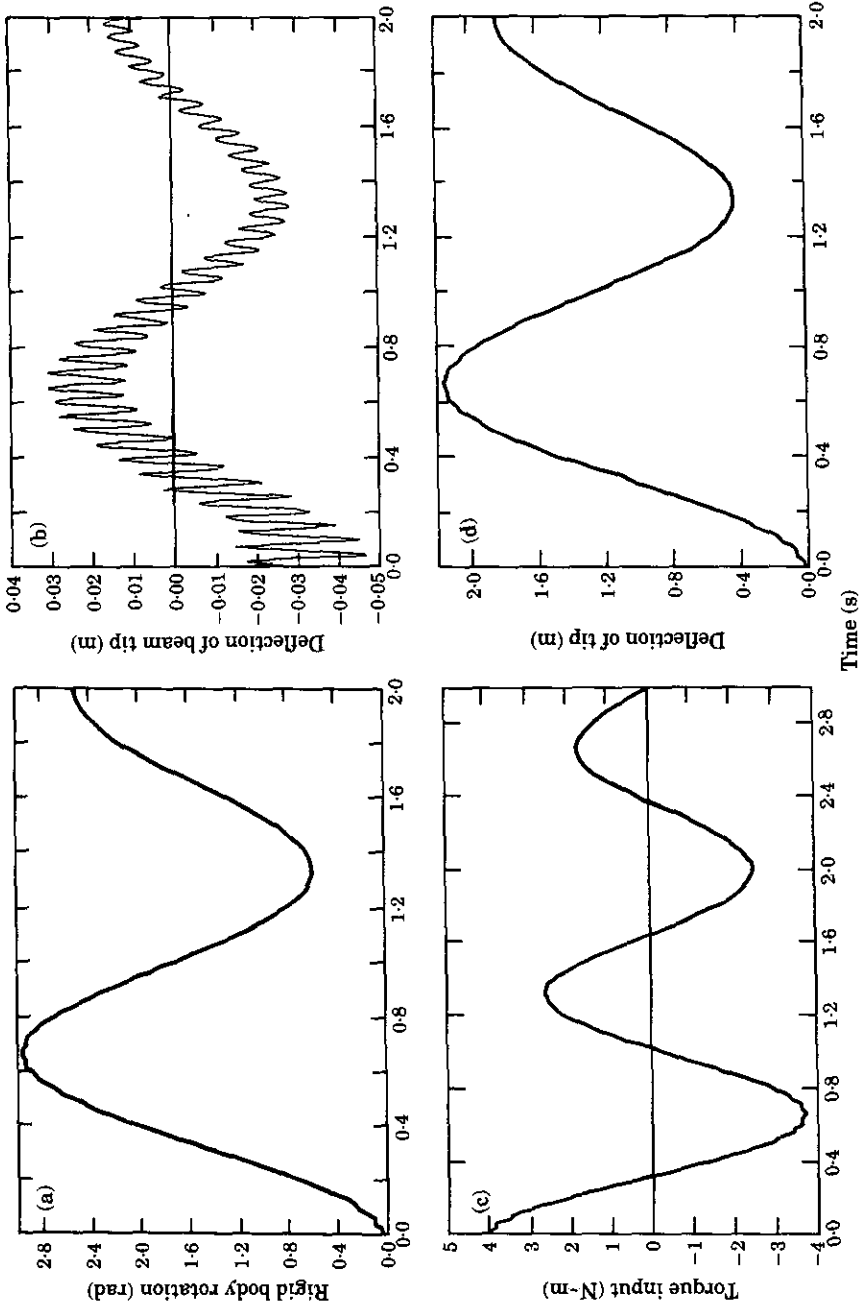 (a)
Rigid body rotation (rad)
2·8
2·4
2·0
1·6
1·2
0·8
0·4
0·0
0·0 0·4 0·8 1·2 1·6 2·0
(b)
Deflection of beam tip (m)
0·04
0·03
0·02
0·01
0·00
−0·01
−0·02
−0·03
−0·04
−0·05
0·0 0·4 0·8 1·2 1·6 2·0
(c)
Torque input (N~m)
5
4
3
2
1
0
−1
−2
−3
−4
0·0 0·4 0·8 1·2 1·6 2·0 2·4 2·8
(d)
Deflection of tip (m)
2·0
1·6
1·2
0·8
0·4
0·0
0·0 0·4 0·8 1·2 1·6 2·0
Time (s)